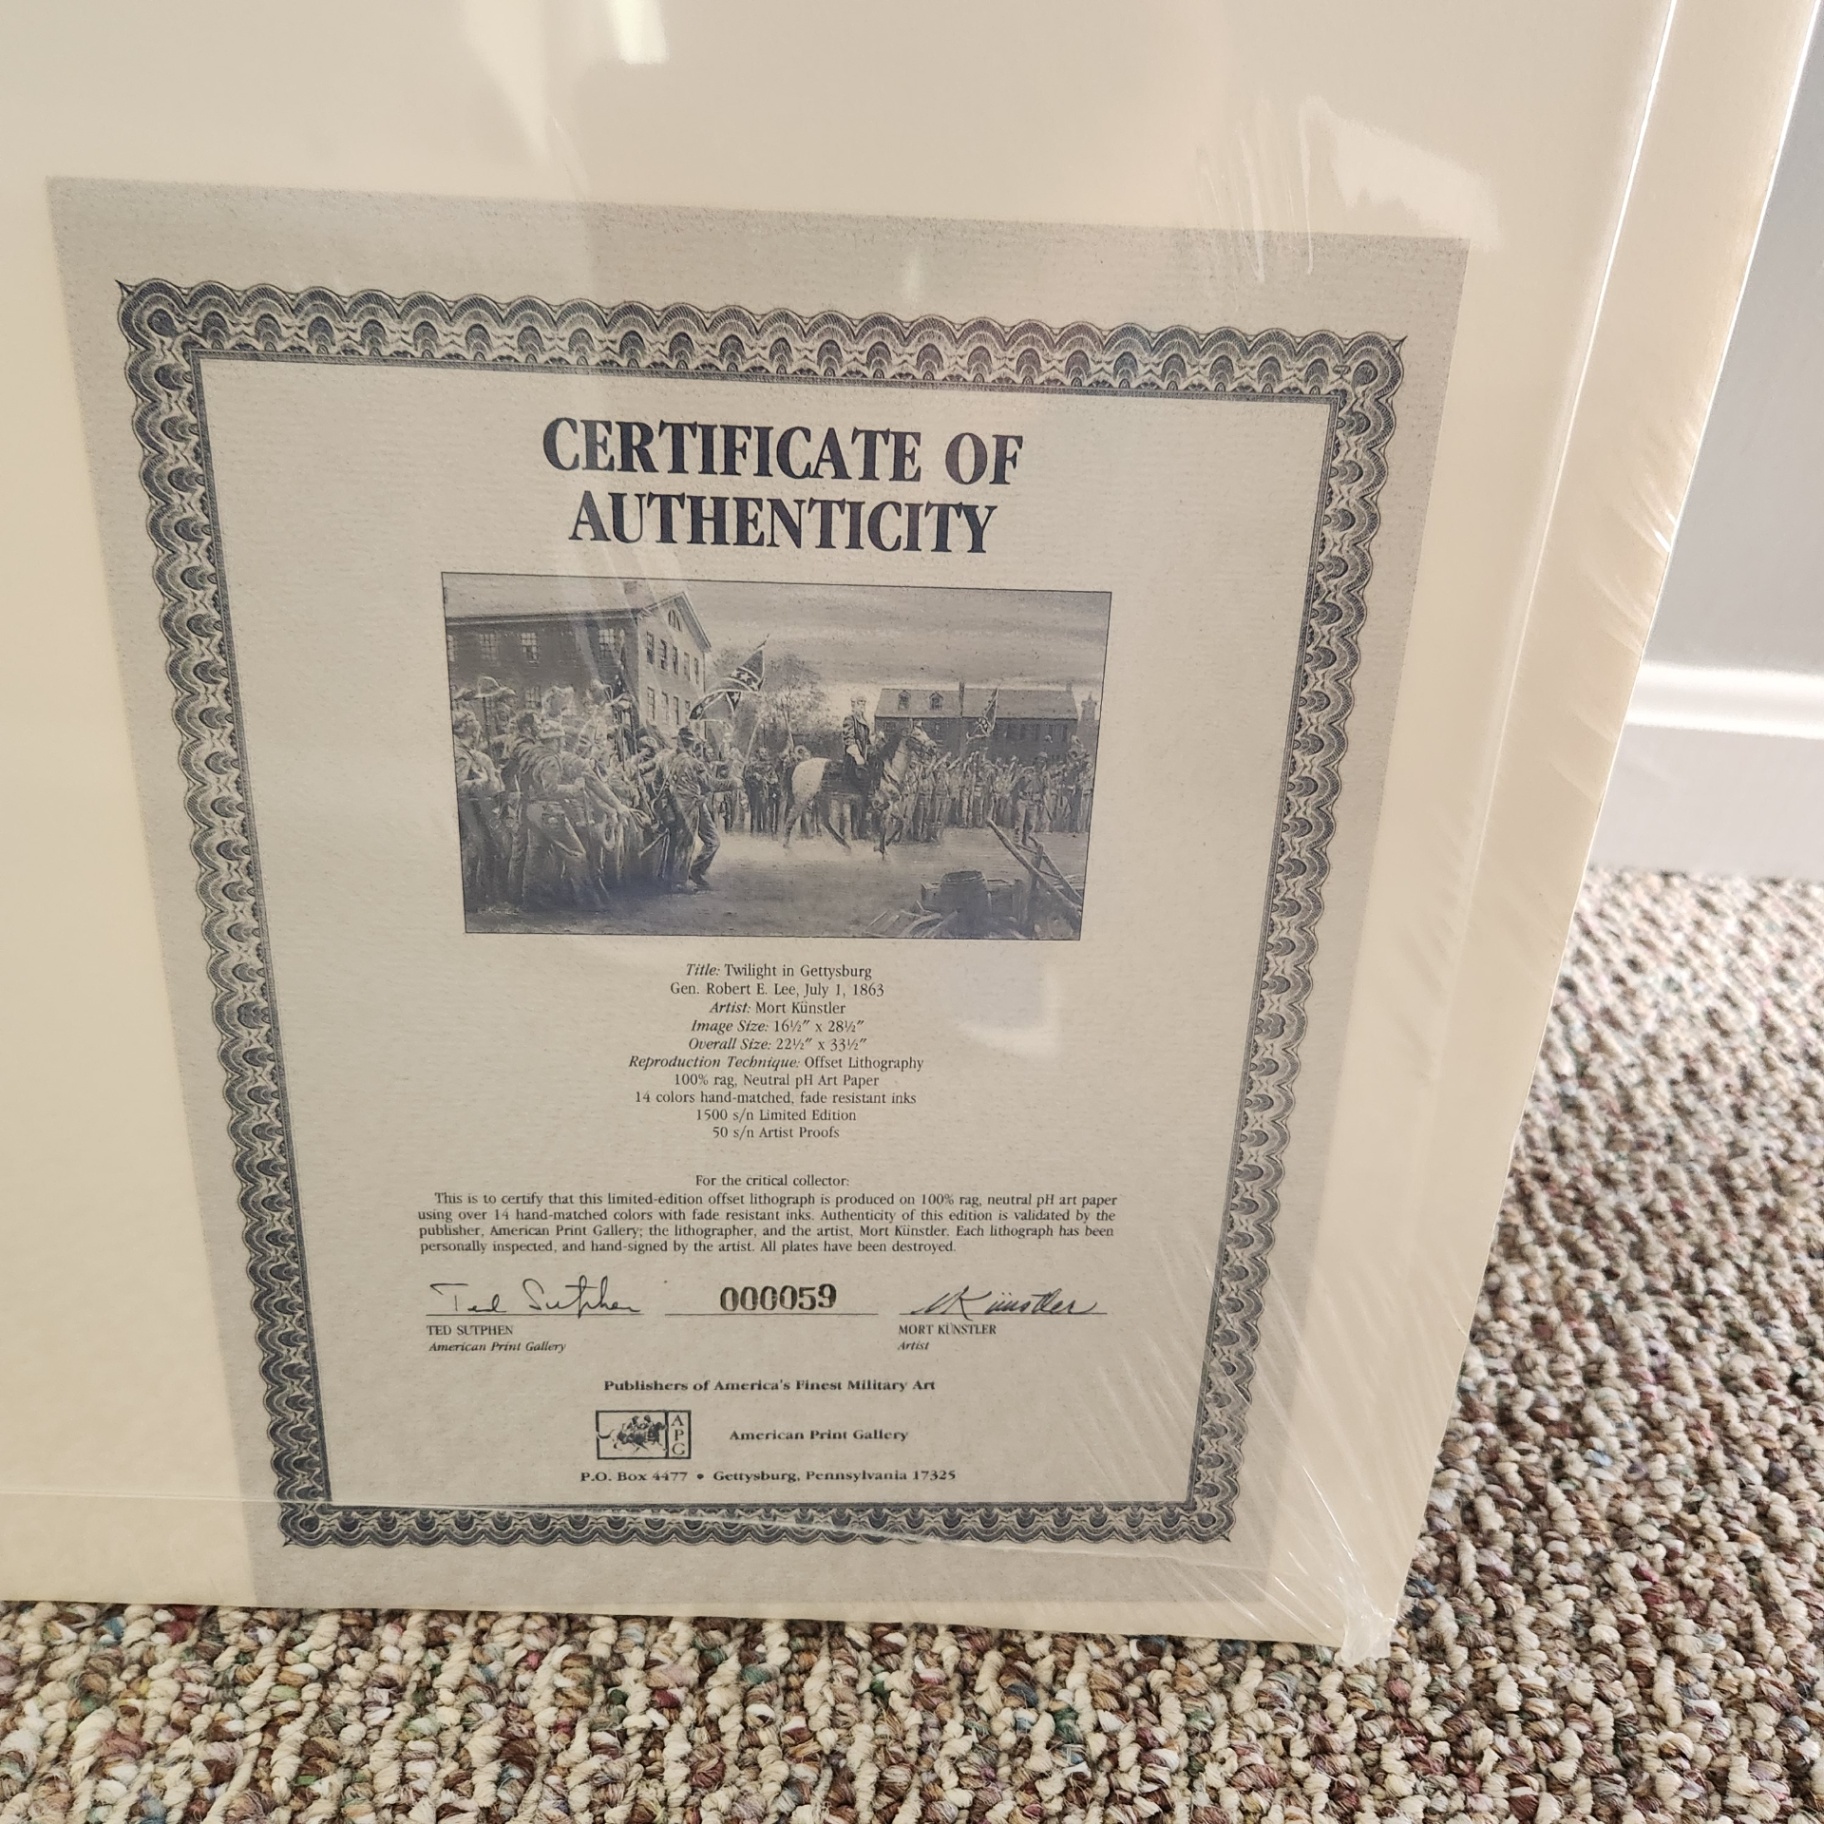 CERTIFICATE OF
AUTHENTICITY
Title: Twilight in Gettysburg
Gen. Robert E. Lee, July 1, 1863
Artist: Mort Künstler
Image Size: 16½" x 28½"
Overall Size: 22½" x 33½"
Reproduction Technique: Offset Lithography
100% rag, Neutral pH Art Paper
14 colors hand-matched, fade resistant inks
1500 s/n Limited Edition
50 s/n Artist Proofs
For the critical collector:
This is to certify that this limited-edition offset lithograph is produced on 100% rag, neutral pH art paper
using over 14 hand-matched colors with fade resistant inks. Authenticity of this edition is validated by the
publisher, American Print Gallery; the lithographer, and the artist, Mort Künstler. Each lithograph has been
personally inspected, and hand-signed by the artist. All plates have been destroyed.
Ted Sutphen 000059 MKünstler
TED SUTPHEN MORT KÜNSTLER
American Print Gallery Artist
Publishers of America's Finest Military Art
APG American Print Gallery
P.O. Box 4477 • Gettysburg, Pennsylvania 17325